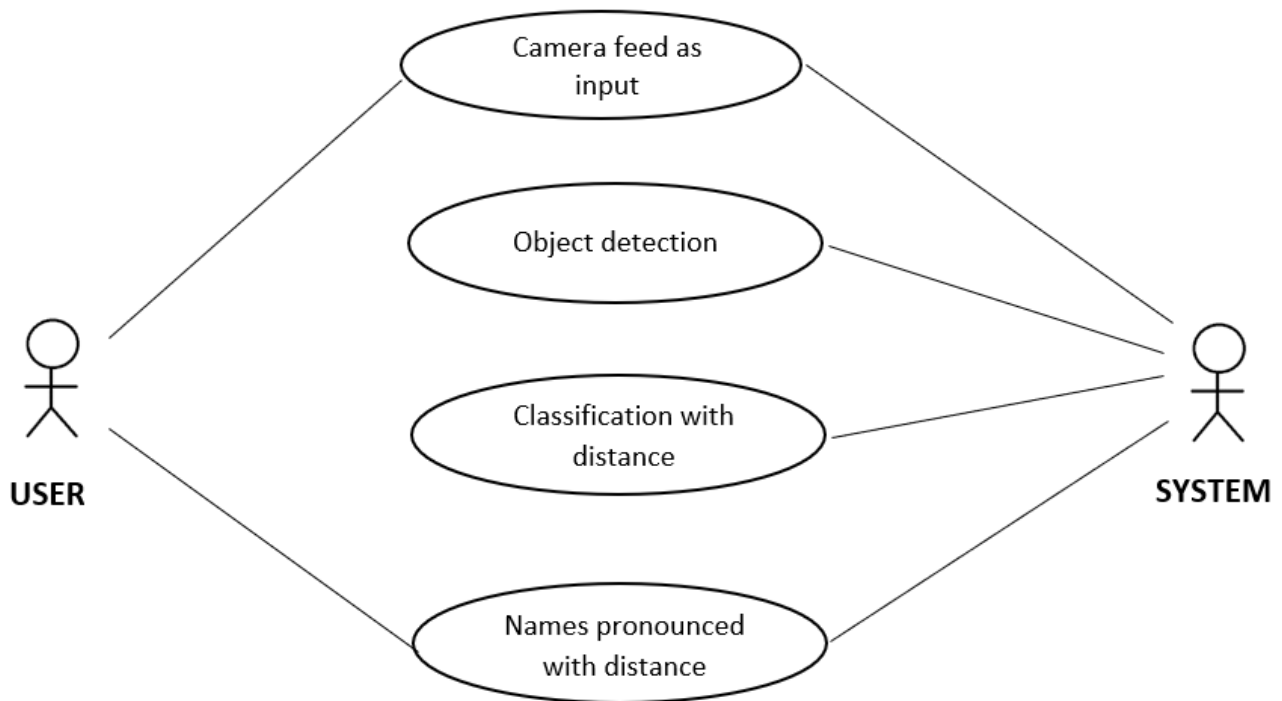 Camera feed as
input
Object detection
Classification with
distance
USER
SYSTEM
Names pronounced
with distance